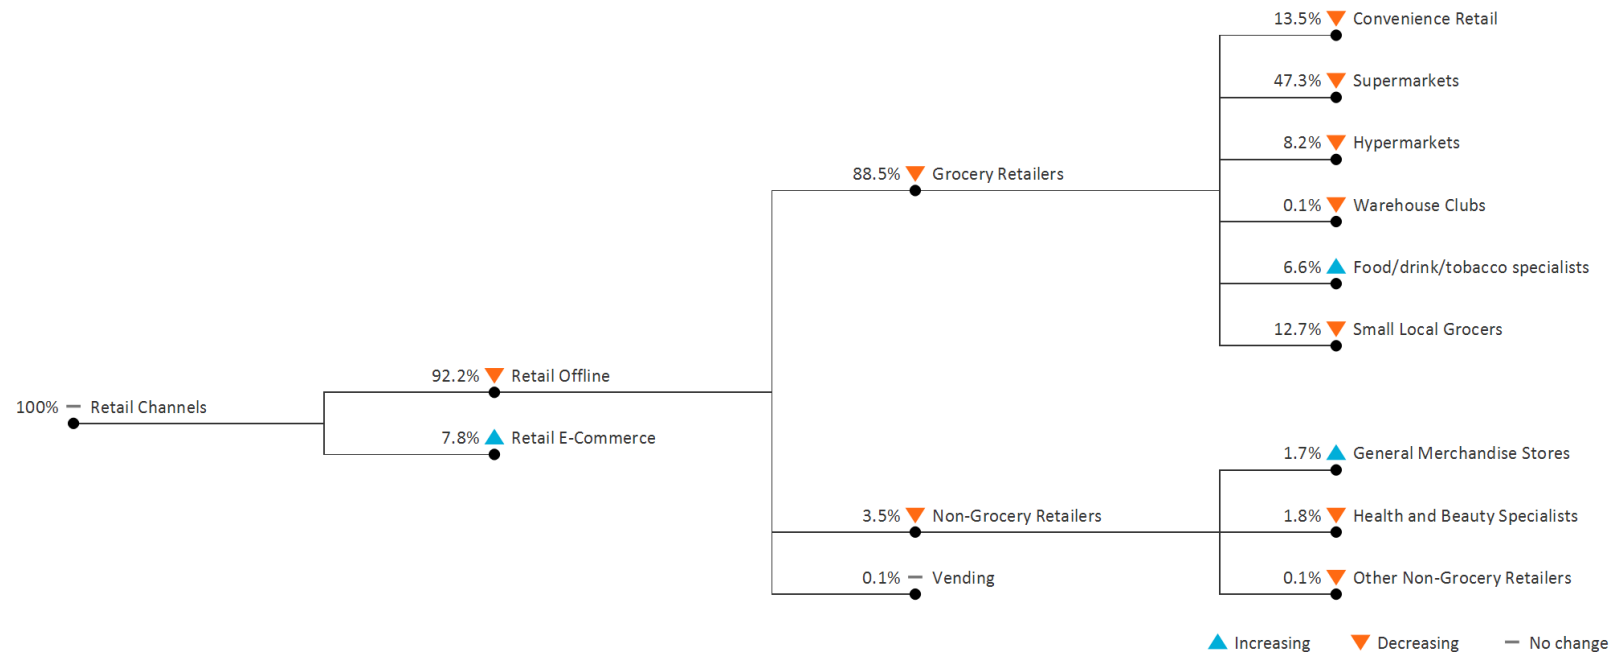 13.5% Convenience Retail
47.3% Supermarkets
8.2% Hypermarkets
88.5% Grocery Retailers
0.1% Warehouse Clubs
6.6% Food/drink/tobacco specialists
12.7% Small Local Grocers
92.2% Retail Offline
100% Retail Channels
7.8% Retail E-Commerce
1.7% General Merchandise Stores
3.5% Non-Grocery Retailers
1.8% Health and Beauty Specialists
0.1% Vending
0.1% Other Non-Grocery Retailers
Increasing Decreasing No change